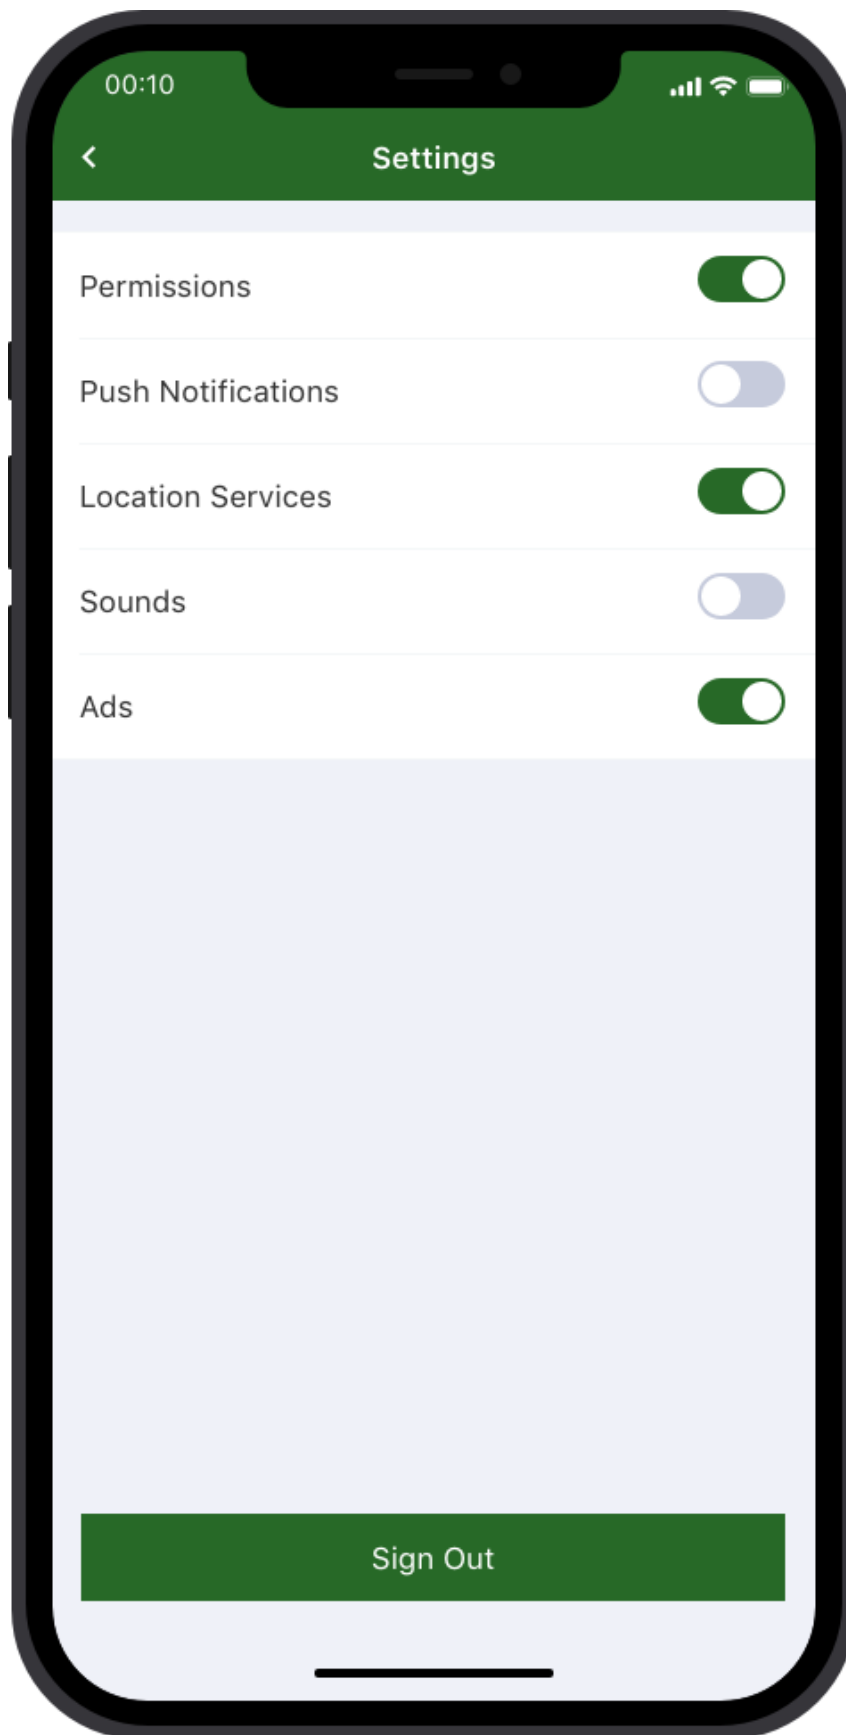 00:10
Settings
Permissions
Push Notifications
Location Services
Sounds
Ads
Sign Out